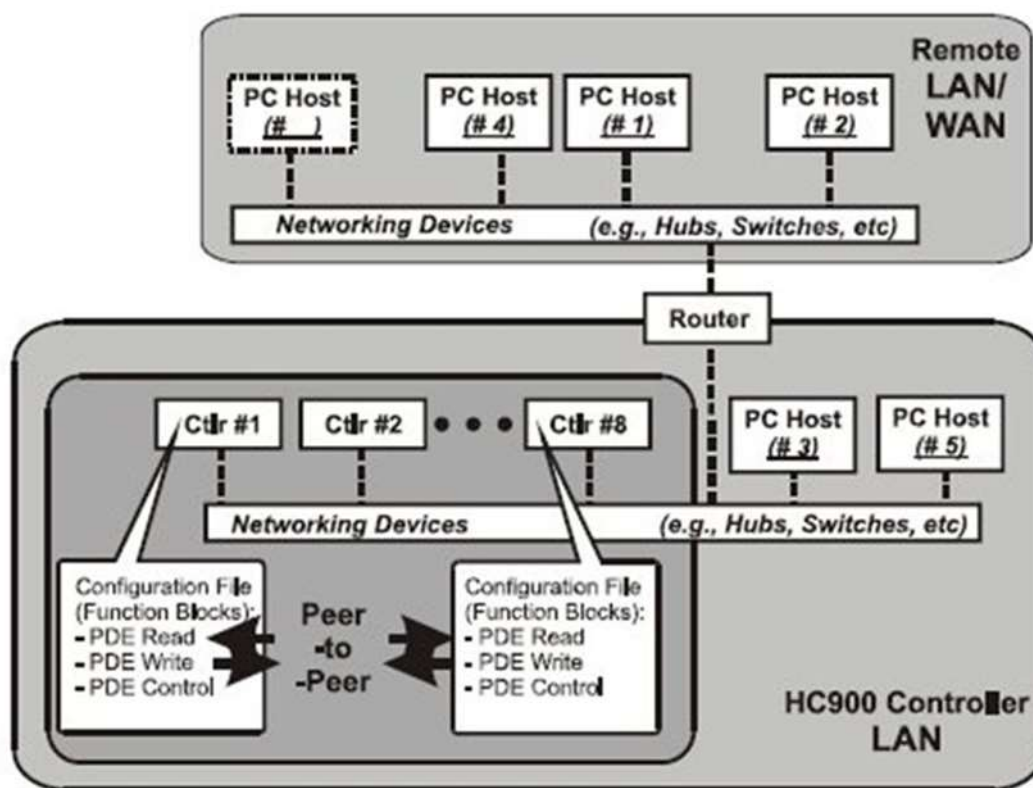 Remote
LAN/
WAN
PC Host
(# __ )
PC Host
(# 4)
PC Host
(# 1)
PC Host
(# 2)
Networking Devices (e.g., Hubs, Switches, etc)
Router
Ctlr #1
Ctlr #2
• • •
Ctlr #8
PC Host
(# 3)
PC Host
(# 5)
Networking Devices (e.g., Hubs, Switches, etc)
Configuration File
(Function Blocks):
- PDE Read
- PDE Write
- PDE Control
Peer
-to
-Peer
Configuration File
(Function Blocks):
- PDE Read
- PDE Write
- PDE Control
HC900 Controller
LAN